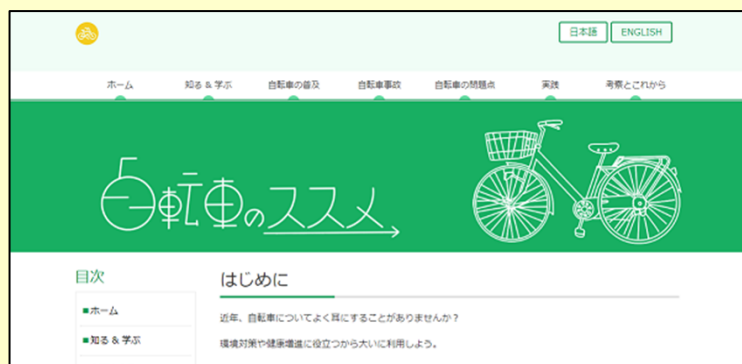 日本語 ENGLISH
ホーム 知る & 学ぶ 自転車の普及 自転車事故 自転車の問題点 実践 考察とこれから
自転車のススメ
目次
はじめに
■ホーム
近年、自転車についてよく耳にすることがありませんか？
■知る & 学ぶ
環境対策や健康増進に役立つから大いに利用しよう。